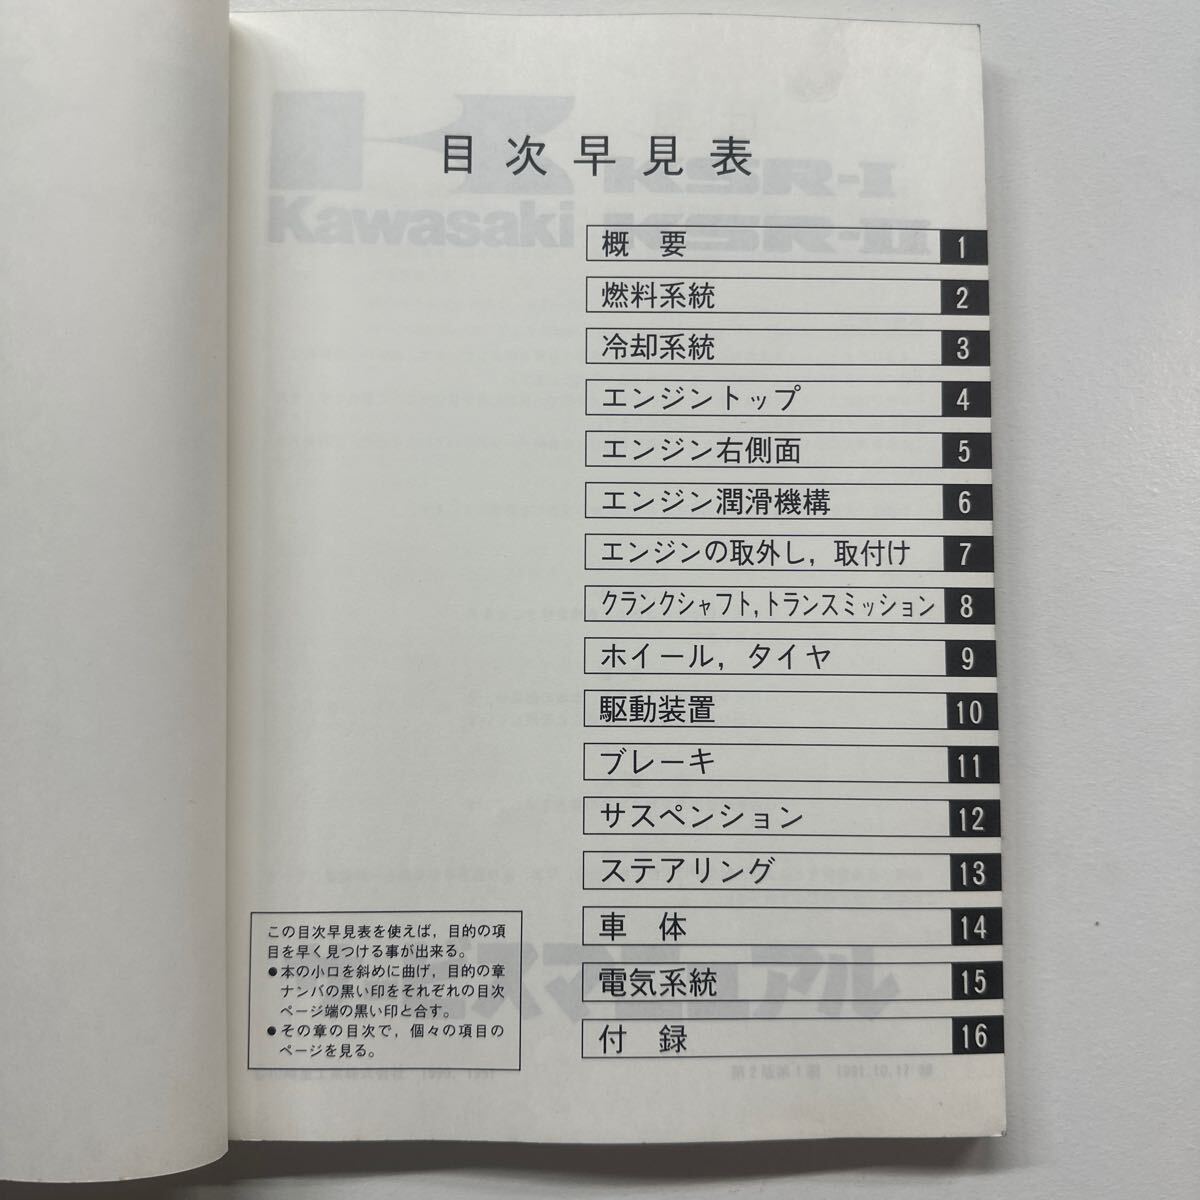 目次早見表
Kawasaki
KSR-I
KSR-II
概 要 1
燃料系統 2
冷却系統 3
エンジントップ 4
エンジン右側面 5
エンジン潤滑機構 6
エンジンの取外し，取付け 7
クランクシャフト,トランスミッション 8
ホイール，タイヤ 9
駆動装置 10
ブレーキ 11
サスペンション 12
ステアリング 13
車 体 14
電気系統 15
付 録 16
この目次早見表を使えば，目的の項
目を早く見つける事が出来る。
●本の小口を斜めに曲げ，目的の章
ナンバの黒い印をそれぞれの目次
ページ端の黒い印と合す。
●その章の目次で，個々の項目の
ページを見る。